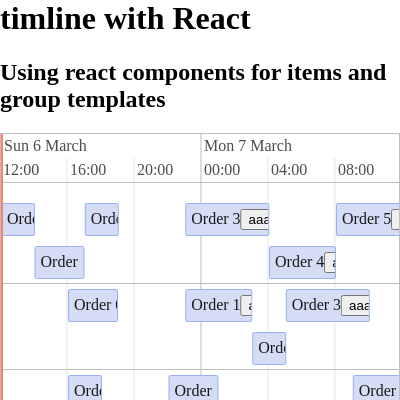 timline with React
Using react components for items and
group templates
Sun 6 March Mon 7 March
12:00 16:00 20:00 00:00 04:00 08:00
Order 3 Order 5
Order Order 4
Order Order 1 Order 3 aaa
Order Order